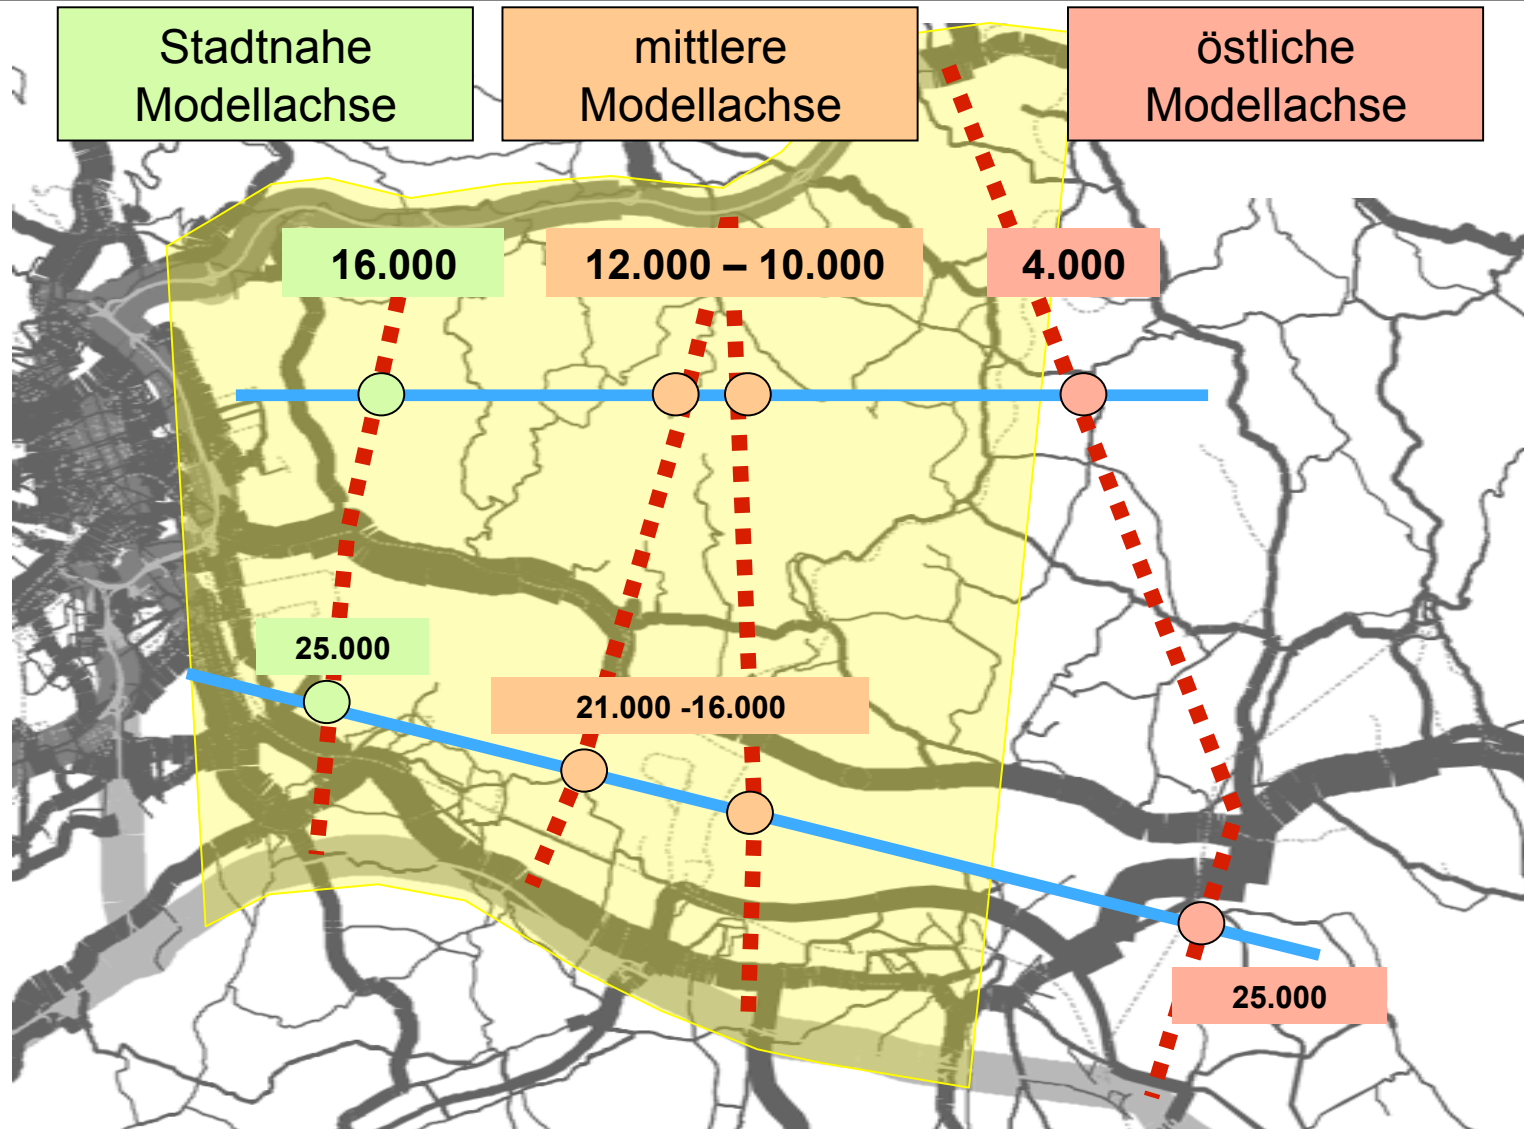 Stadtnahe
Modellachse
mittlere
Modellachse
östliche
Modellachse
16.000
12.000 – 10.000
4.000
25.000
21.000 -16.000
25.000